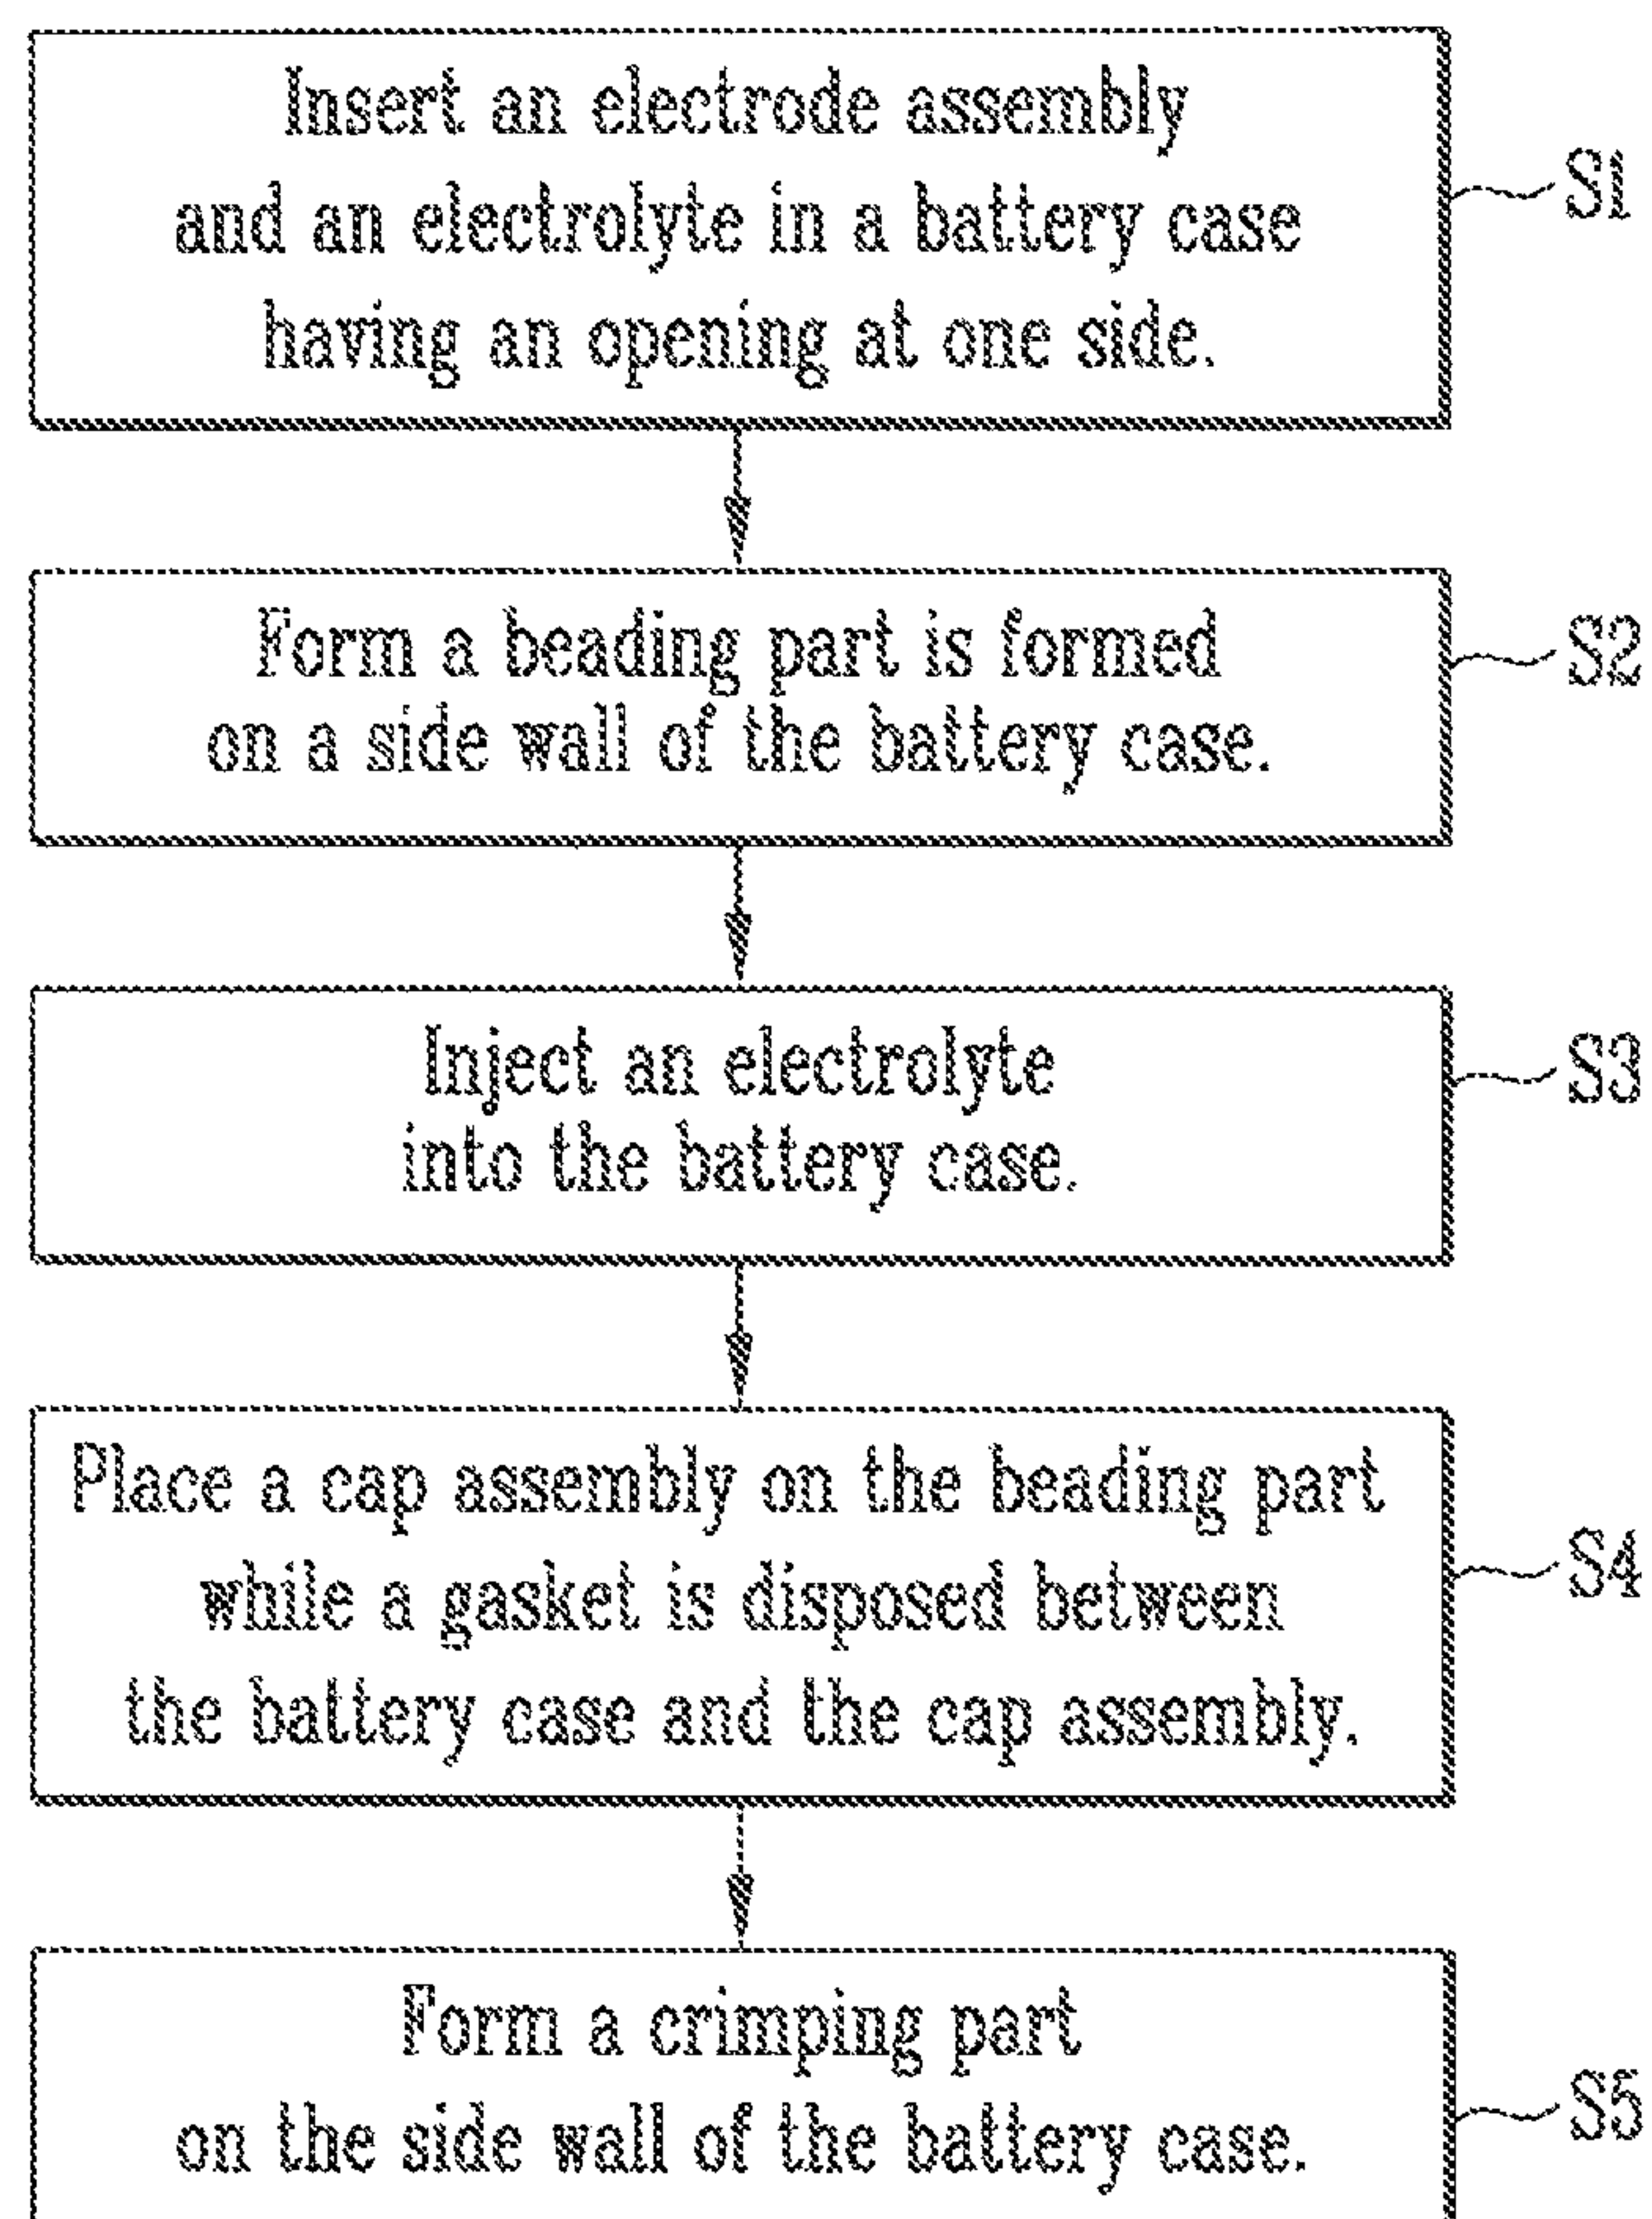 Insert an electrode assembly
and an electrolyte in a battery case
having an opening at one side.
S1
Form a beading part is formed
on a side wall of the battery case.
S2
Inject an electrolyte
into the battery case.
S3
Place a cap assembly on the beading part
while a gasket is disposed between
the battery case and the cap assembly.
S4
Form a crimping part
on the side wall of the battery case.
S5